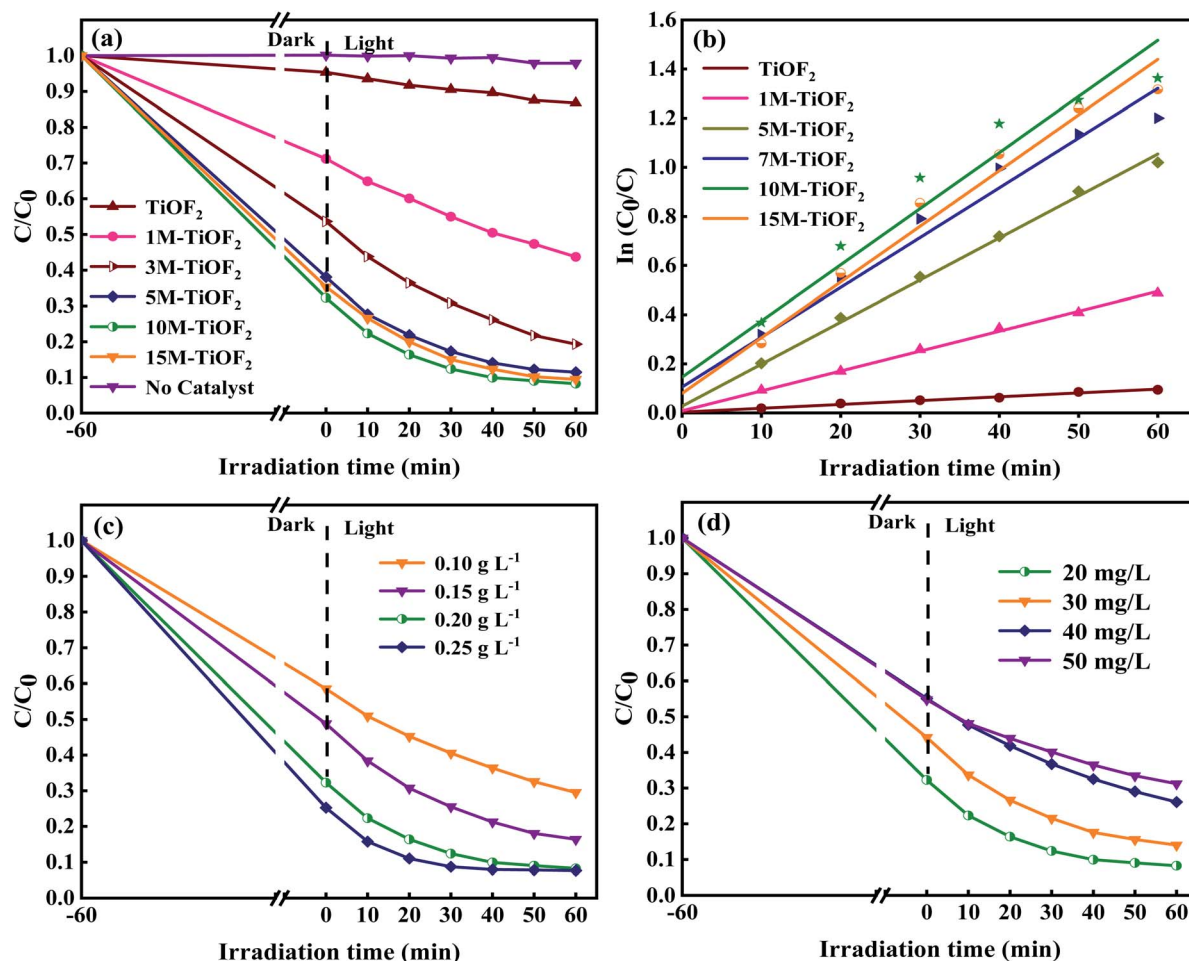 (a)
Dark
Light
C/C0
1.0
0.9
0.8
0.7
0.6
0.5
0.4
0.3
0.2
0.1
0.0
TiOF2
1M-TiOF2
3M-TiOF2
5M-TiOF2
10M-TiOF2
15M-TiOF2
No Catalyst
-60 0 10 20 30 40 50 60
Irradiation time (min)
(b)
In (C0/C)
1.6
1.4
1.2
1.0
0.8
0.6
0.4
0.2
0.0
TiOF2
1M-TiOF2
5M-TiOF2
7M-TiOF2
10M-TiOF2
15M-TiOF2
0 10 20 30 40 50 60
Irradiation time (min)
(c)
Dark
Light
C/C0
1.0
0.9
0.8
0.7
0.6
0.5
0.4
0.3
0.2
0.1
0.0
0.10 g L-1
0.15 g L-1
0.20 g L-1
0.25 g L-1
-60 0 10 20 30 40 50 60
Irradiation time (min)
(d)
Dark
Light
C/C0
1.0
0.9
0.8
0.7
0.6
0.5
0.4
0.3
0.2
0.1
0.0
20 mg/L
30 mg/L
40 mg/L
50 mg/L
-60 0 10 20 30 40 50 60
Irradiation time (min)